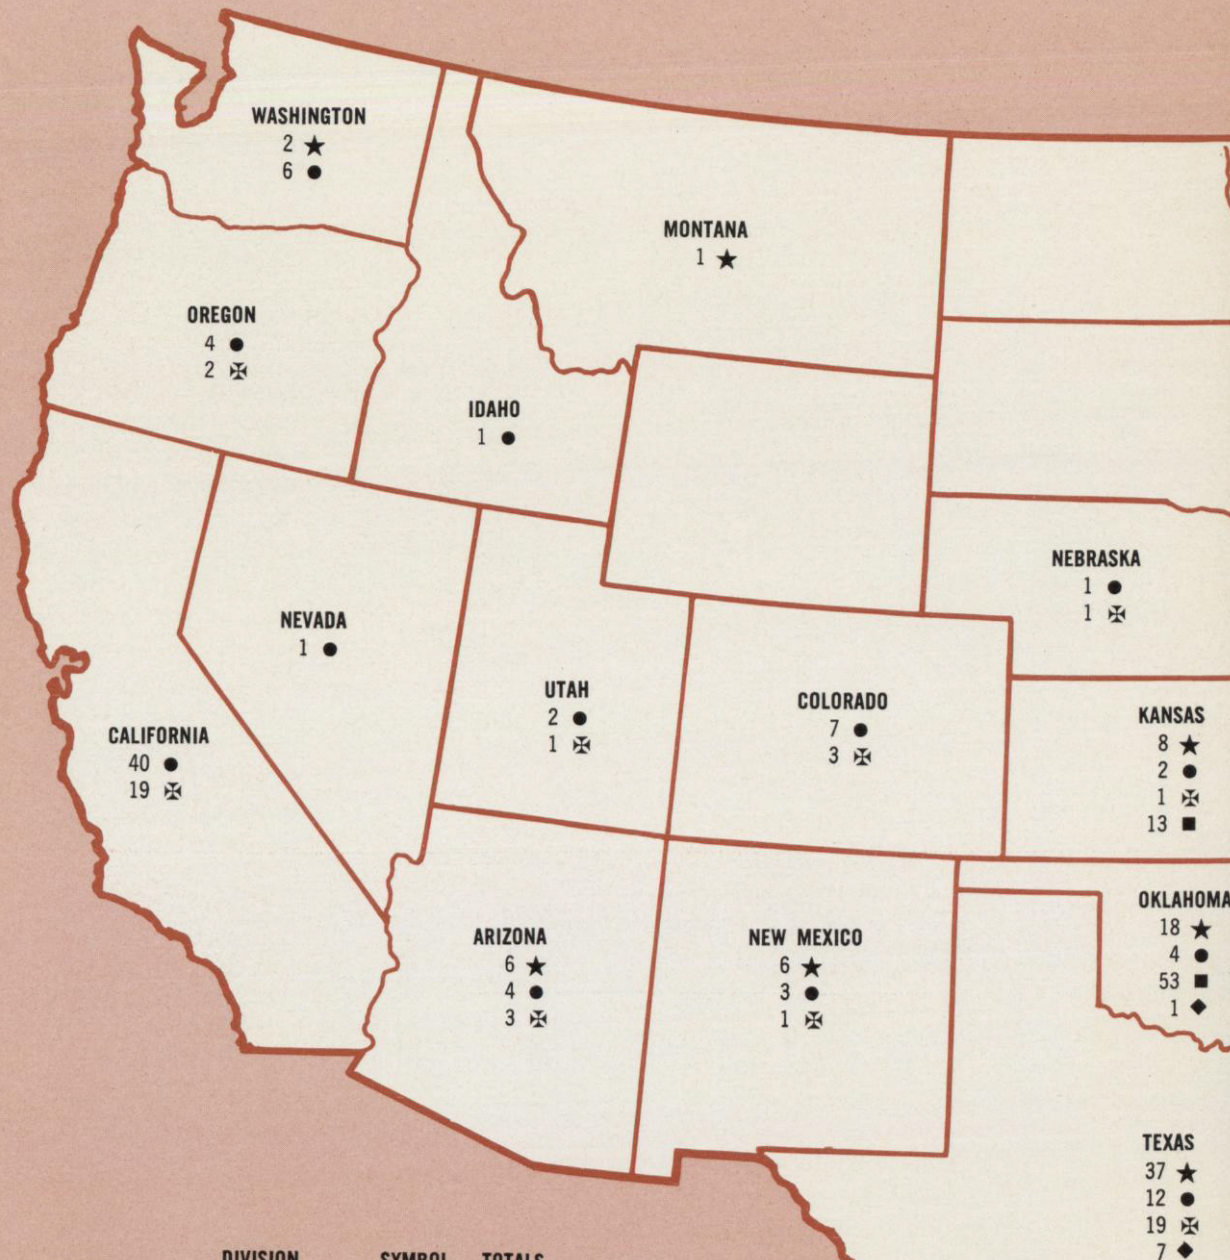 WASHINGTON
2 ★
6 ●
MONTANA
1 ★
OREGON
4 ●
2 ✠
IDAHO
1 ●
NEBRASKA
1 ●
1 ✠
NEVADA
1 ●
UTAH
2 ●
1 ✠
COLORADO
7 ●
3 ✠
KANSAS
8 ★
2 ●
1 ✠
13 ■
CALIFORNIA
40 ●
19 ✠
OKLAHOMA
18 ★
4 ●
53 ■
1 ◆
ARIZONA
6 ★
4 ●
3 ✠
NEW MEXICO
6 ★
3 ●
1 ✠
TEXAS
37 ★
12 ●
19 ✠
7 ◆
DIVISION SYMBOL TOTALS